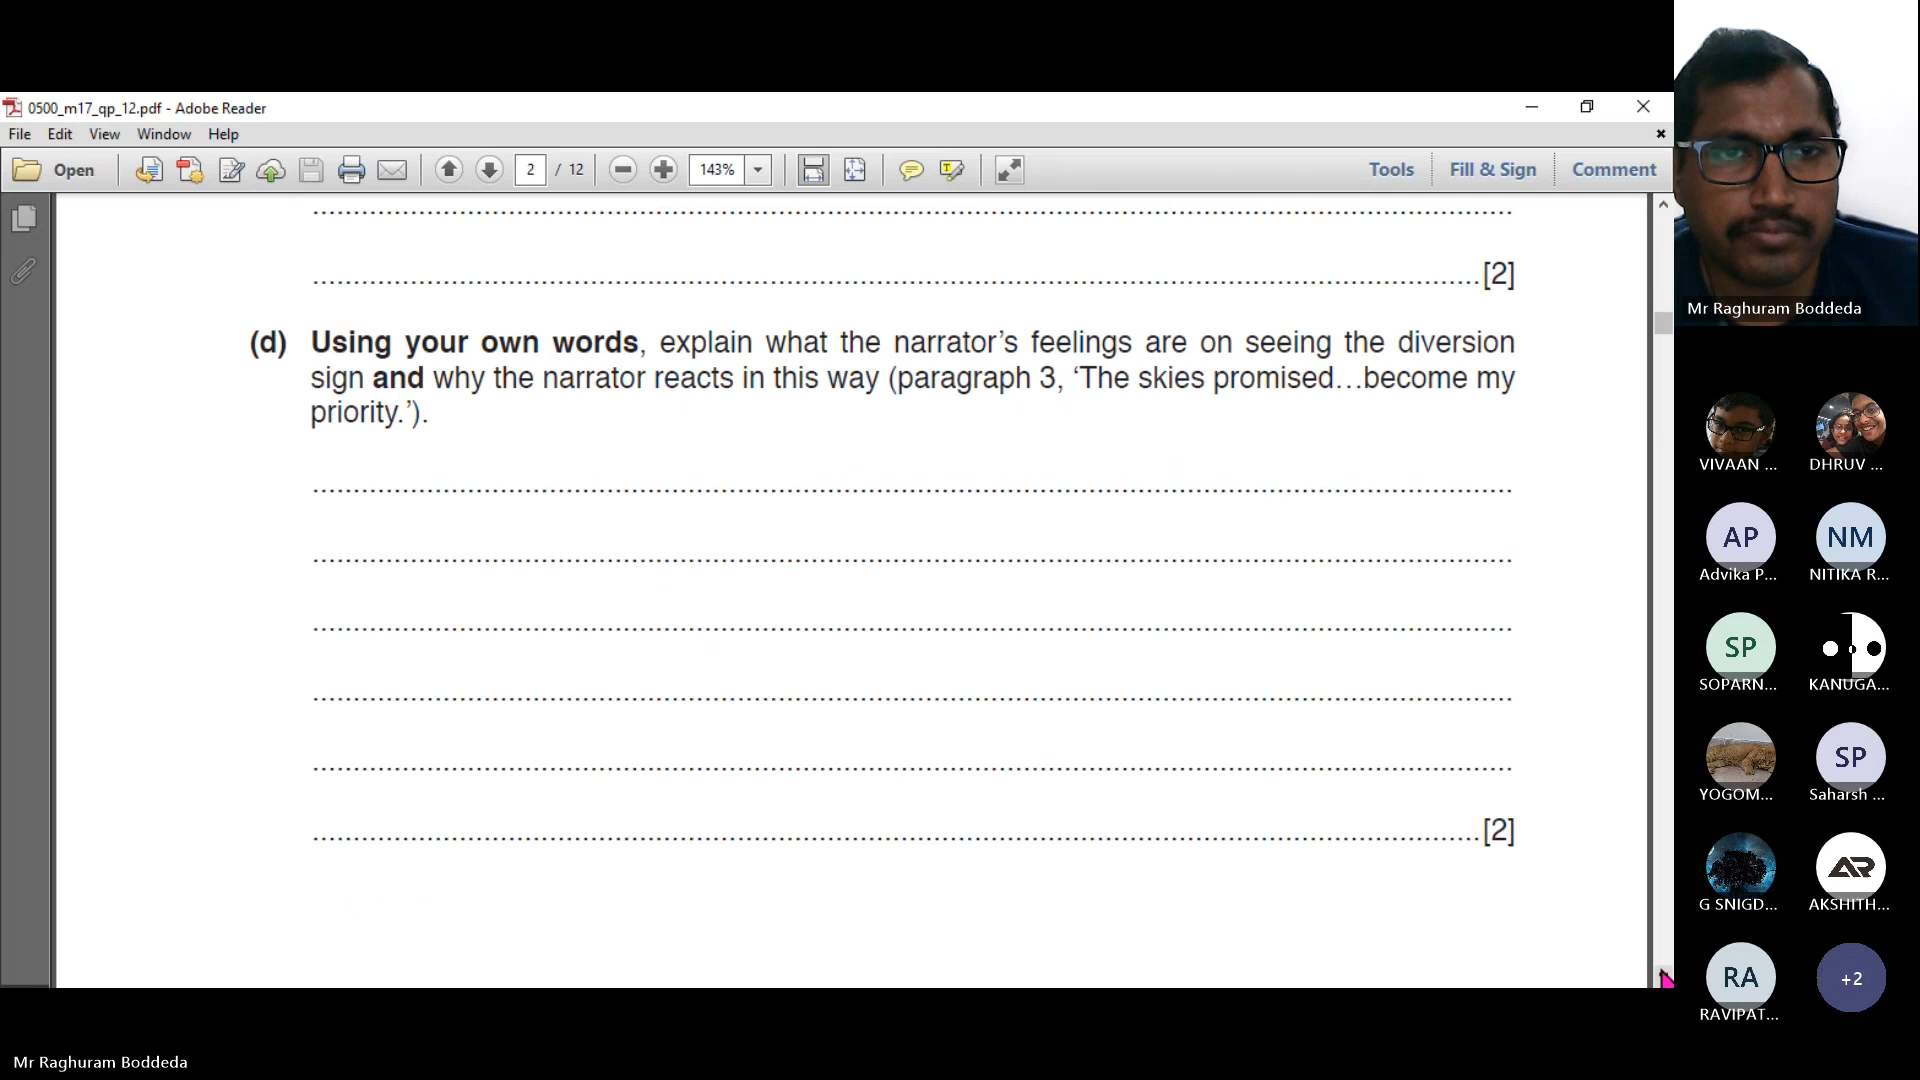 0500_m17_qp_12.pdf - Adobe Reader
File Edit View Window Help
Open 2 / 12 143% Tools Fill & Sign Comment
[2]
(d) Using your own words, explain what the narrator's feelings are on seeing the diversion
sign and why the narrator reacts in this way (paragraph 3, ‘The skies promised...become my
priority.’).
[2]
Mr Raghuram Boddeda
VIVAAN ... DHRUV ...
AP NM
Advika P... NITIKA R...
SP
SOPARN... KANUGA...
SP
YOGOM... Saharsh ...
AR
G SNIGD... AKSHITH...
RA +2
RAVIPAT...
Mr Raghuram Boddeda